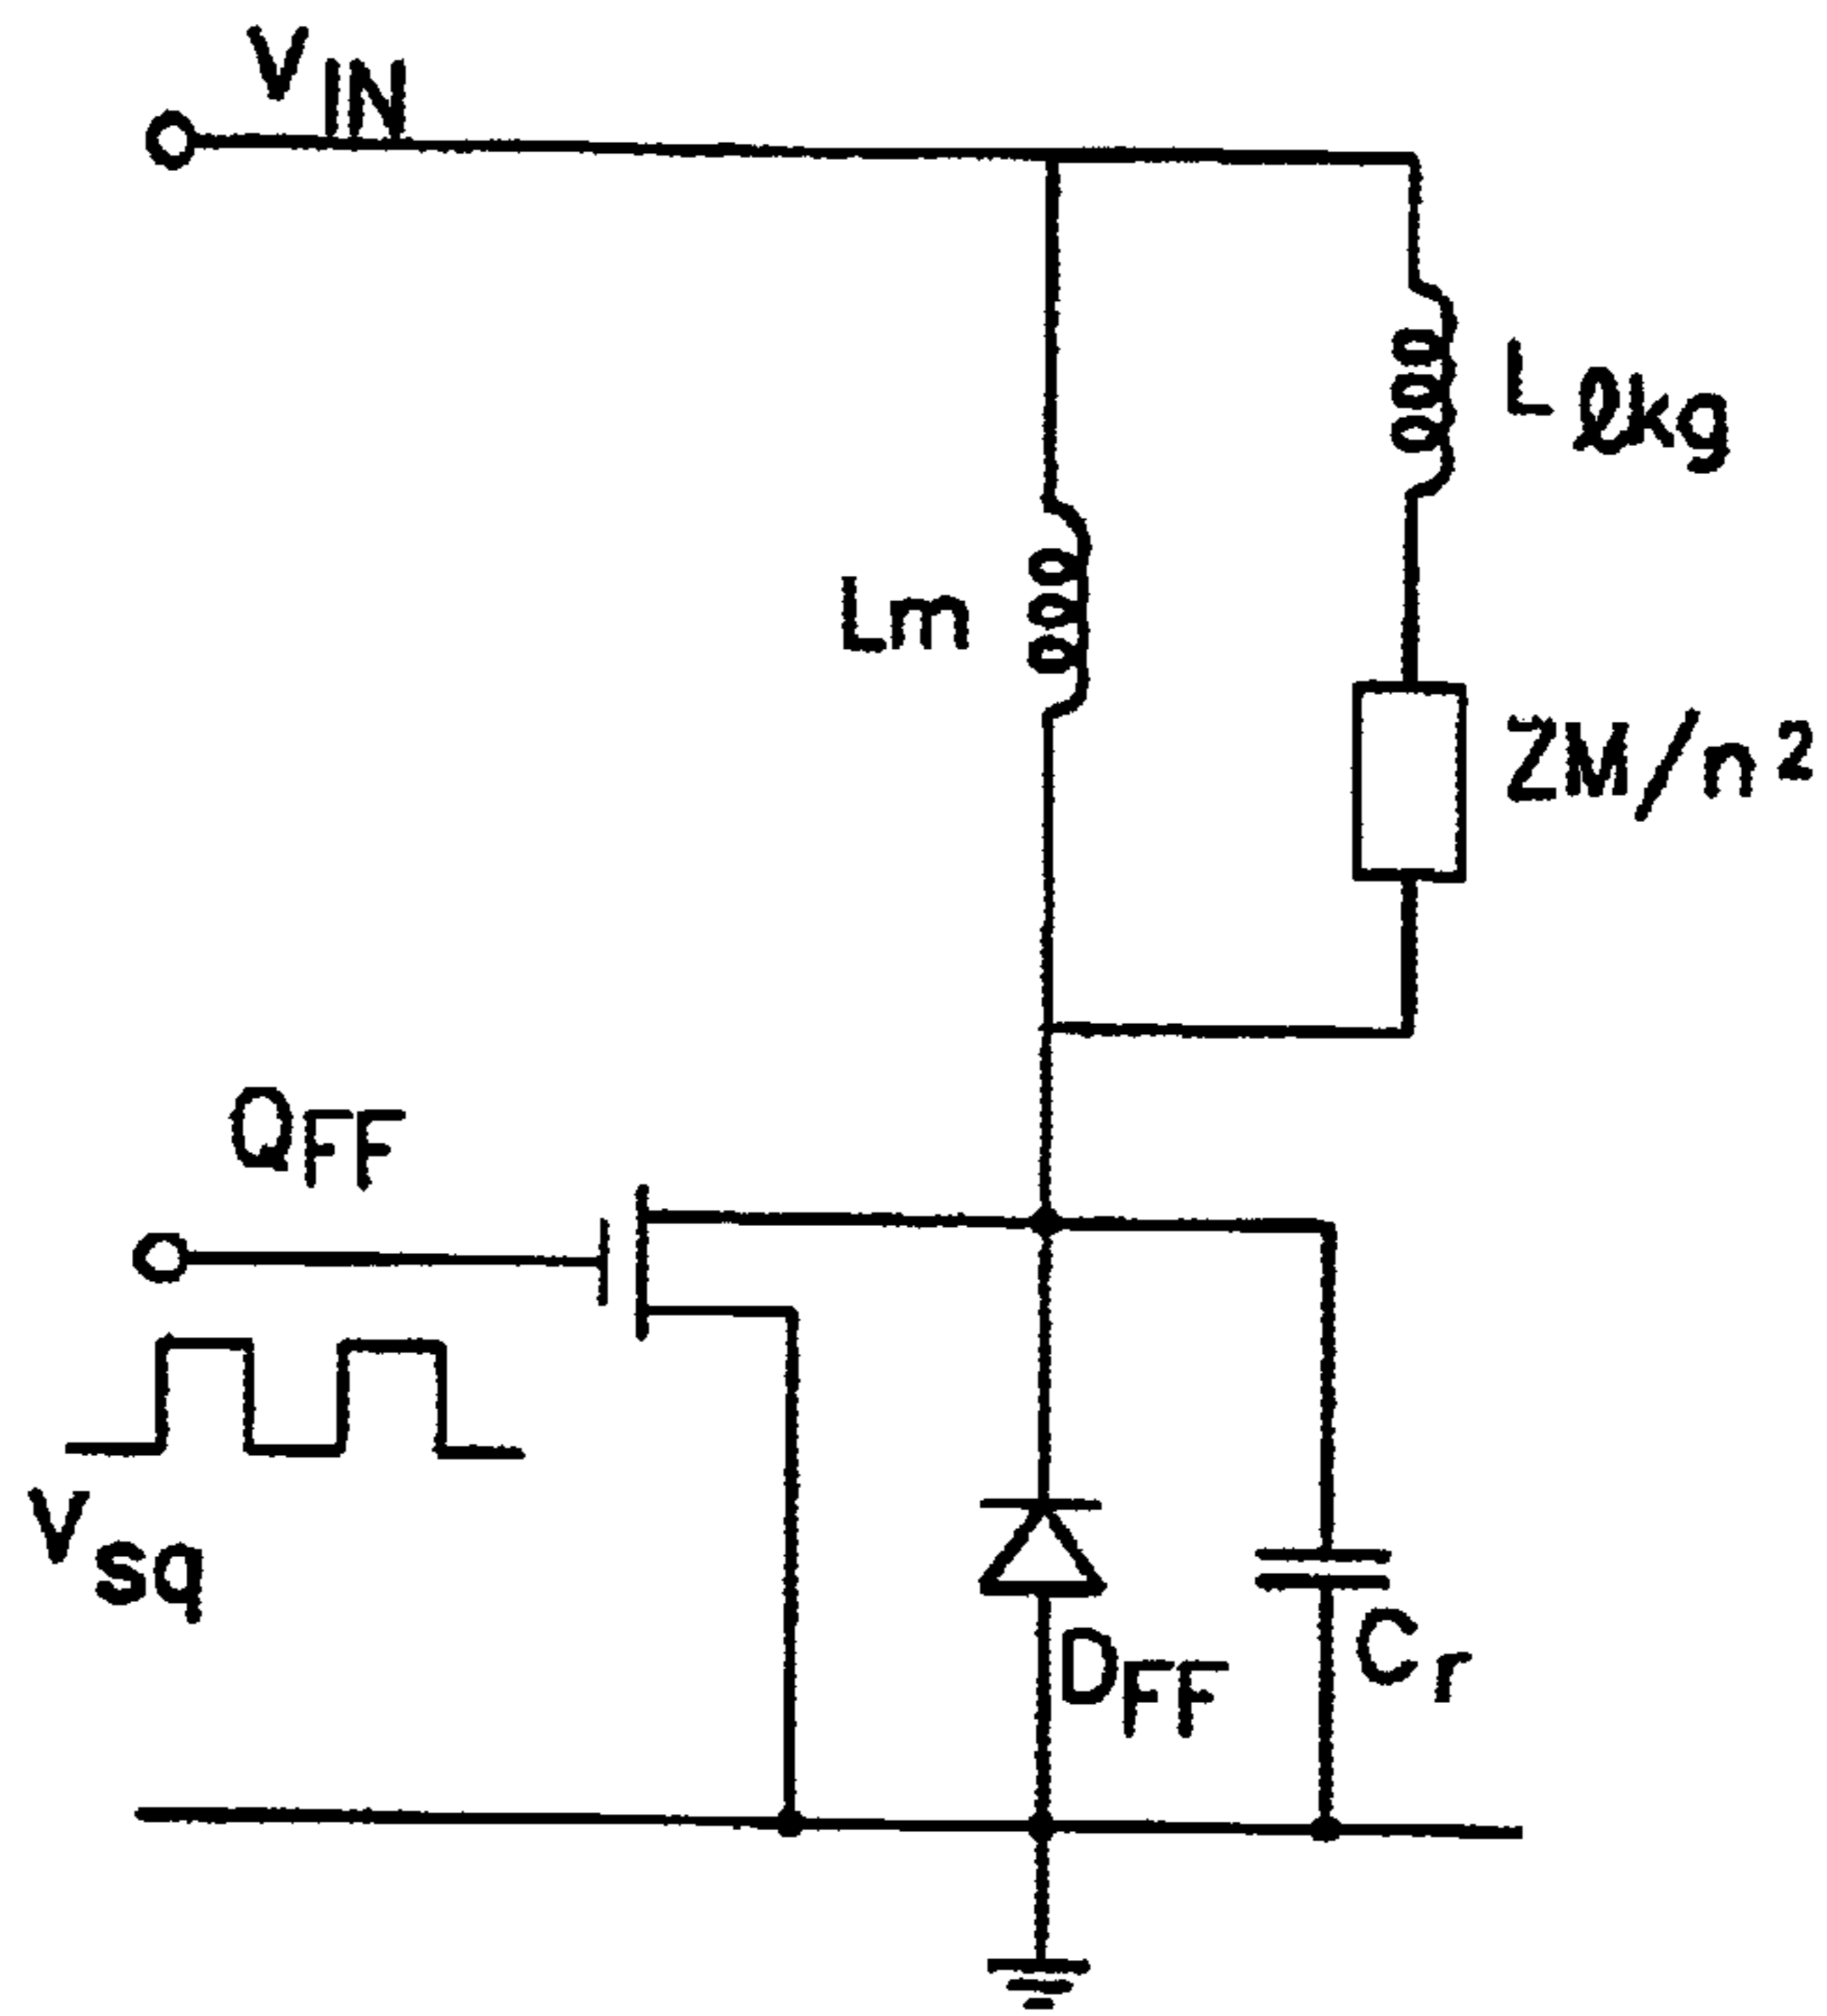 VIN
Lℓkg
Lm
ZM/n²
QFF
Vsq
DFF
Cr